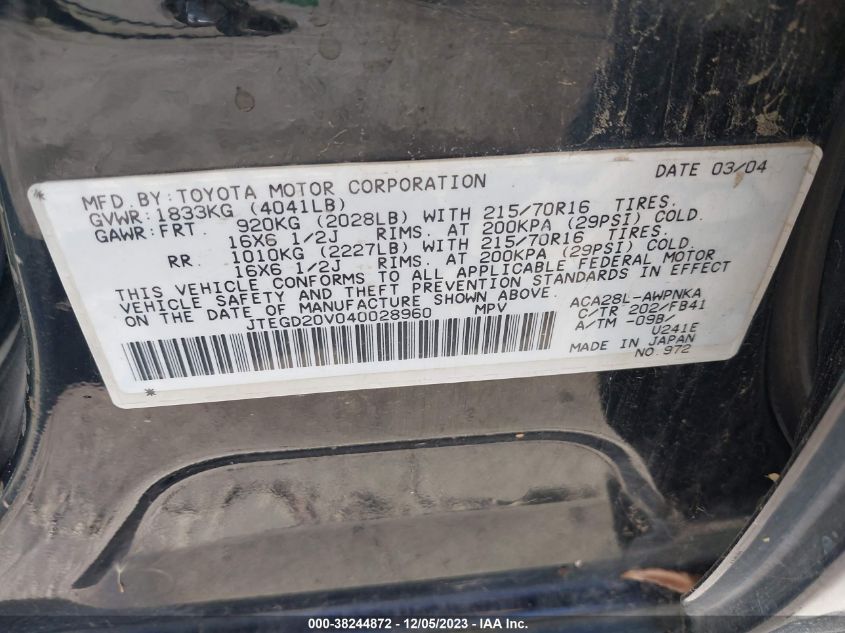 MFD. BY: TOYOTA MOTOR CORPORATION DATE 03/04
GVWR: 1833KG (4041LB)
GAWR: FRT. 920KG (2028LB) WITH 215/70R16 TIRES.
16X6 1/2J RIMS. AT 200KPA (29PSI) COLD.
RR 1010KG (2227LB) WITH 215/70R16 TIRES.
16X6 1/2J RIMS. AT 200KPA (29PSI) COLD.
THIS VEHICLE CONFORMS TO ALL APPLICABLE FEDERAL MOTOR
VEHICLE SAFETY AND THEFT PREVENTION STANDARDS IN EFFECT
ON THE DATE OF MANUFACTURE SHOWN ABOVE.
JTEGD20V040028960 MPV
ACA28L-AWPNKA
C/TR 202/FB41
A/TM -09B/
U241E
MADE IN JAPAN
NO. 972
000-38244872 - 12/05/2023 - IAA Inc.